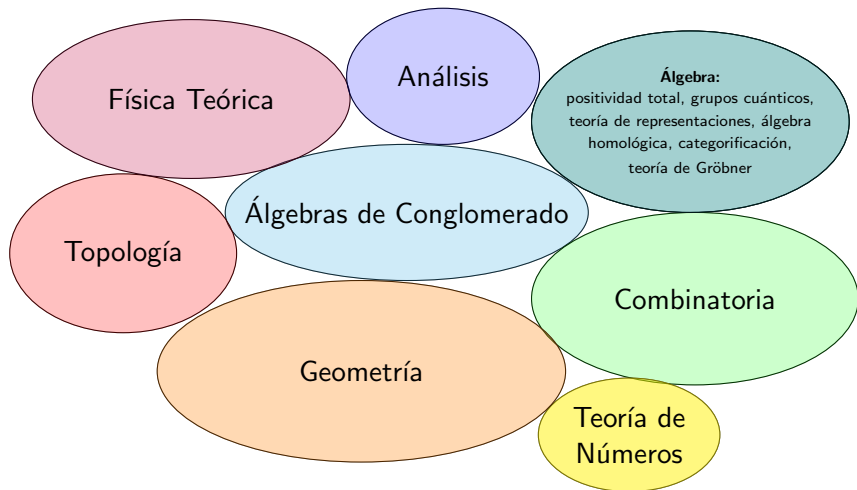 Física Teórica
Análisis
Álgebra:
positividad total, grupos cuánticos,
teoría de representaciones, álgebra
homológica, categorificación,
teoría de Gröbner
Álgebras de Conglomerado
Topología
Combinatoria
Geometría
Teoría de
Números